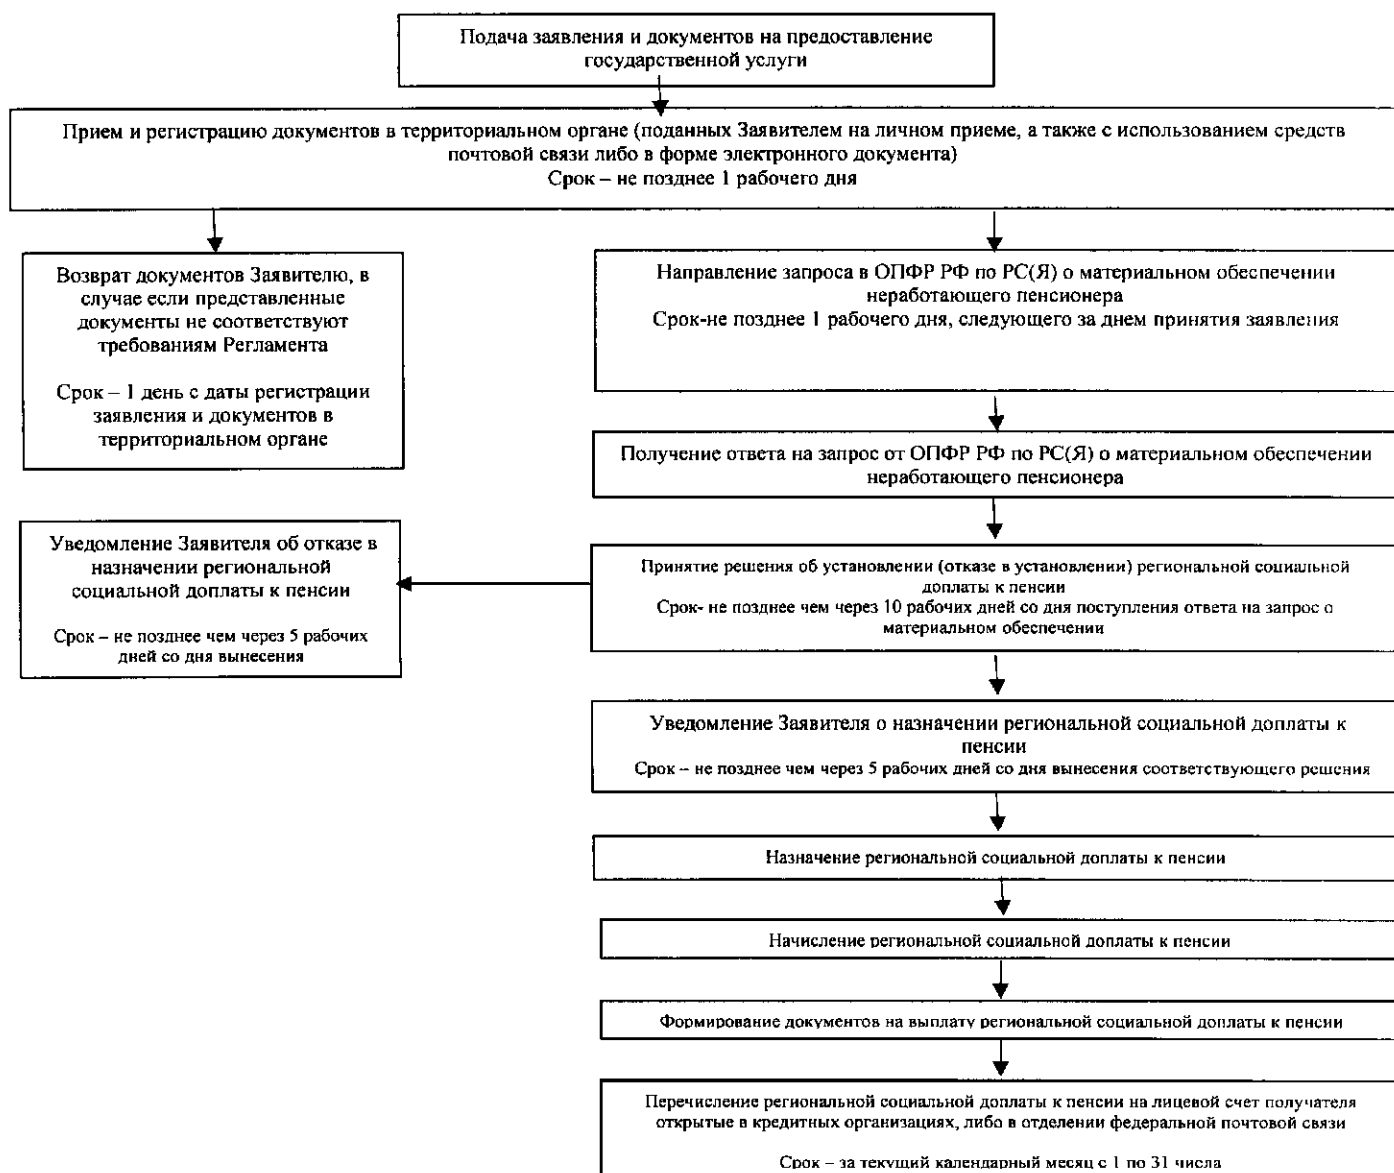 Подача заявления и документов на предоставление
государственной услуги
Прием и регистрацию документов в территориальном органе (поданных Заявителем на личном приеме, а также с использованием средств
почтовой связи либо в форме электронного документа)
Срок – не позднее 1 рабочего дня
Возврат документов Заявителю, в
случае если представленные
документы не соответствуют
требованиям Регламента
Срок – 1 день с даты регистрации
заявления и документов в
территориальном органе
Направление запроса в ОПФР РФ по РС(Я) о материальном обеспечении
неработающего пенсионера
Срок-не позднее 1 рабочего дня, следующего за днем принятия заявления
Получение ответа на запрос от ОПФР РФ по РС(Я) о материальном обеспечении
неработающего пенсионера
Уведомление Заявителя об отказе в
назначении региональной
социальной доплаты к пенсии
Срок – не позднее чем через 5 рабочих
дней со дня вынесения
Принятие решения об установлении (отказе в установлении) региональной социальной
доплаты к пенсии
Срок- не позднее чем через 10 рабочих дней со дня поступления ответа на запрос о
материальном обеспечении
Уведомление Заявителя о назначении региональной социальной доплаты к
пенсии
Срок – не позднее чем через 5 рабочих дней со дня вынесения соответствующего решения
Назначение региональной социальной доплаты к пенсии
Начисление региональной социальной доплаты к пенсии
Формирование документов на выплату региональной социальной доплаты к пенсии
Перечисление региональной социальной доплаты к пенсии на лицевой счет получателя
открытые в кредитных организациях, либо в отделении федеральной почтовой связи
Срок – за текущий календарный месяц с 1 по 31 числа